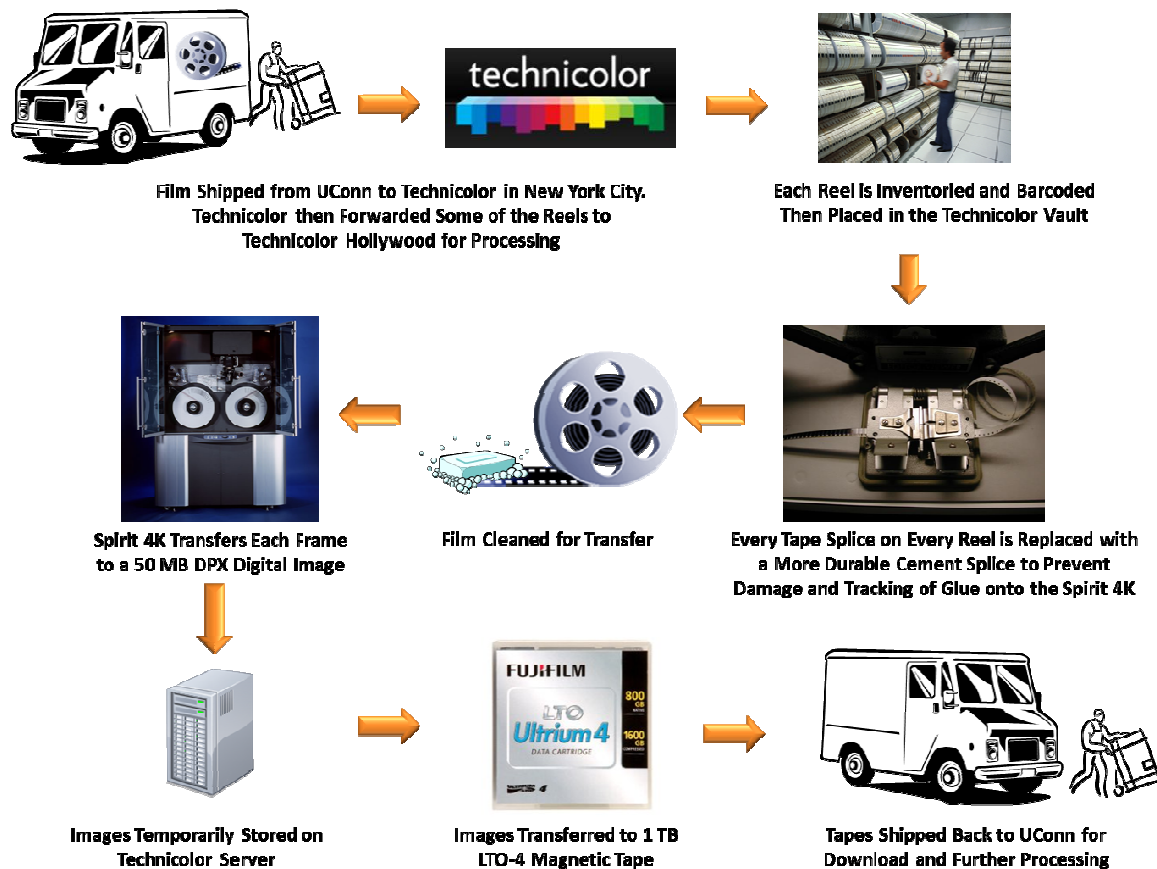 technicolor
Film Shipped from UConn to Technicolor in New York City.
Technicolor then Forwarded Some of the Reels to
Technicolor Hollywood for Processing
Each Reel is Inventoried and Barcoded
Then Placed in the Technicolor Vault
Every Tape Splice on Every Reel is Replaced with
a More Durable Cement Splice to Prevent
Damage and Tracking of Glue onto the Spirit 4K
Film Cleaned for Transfer
Spirit 4K Transfers Each Frame
to a 50 MB DPX Digital Image
Images Temporarily Stored on
Technicolor Server
FUJIFILM
LTO
Ultrium 4
DATA CARTRIDGE
800
GB
1600
GB
Images Transferred to 1 TB
LTO-4 Magnetic Tape
Tapes Shipped Back to UConn for
Download and Further Processing